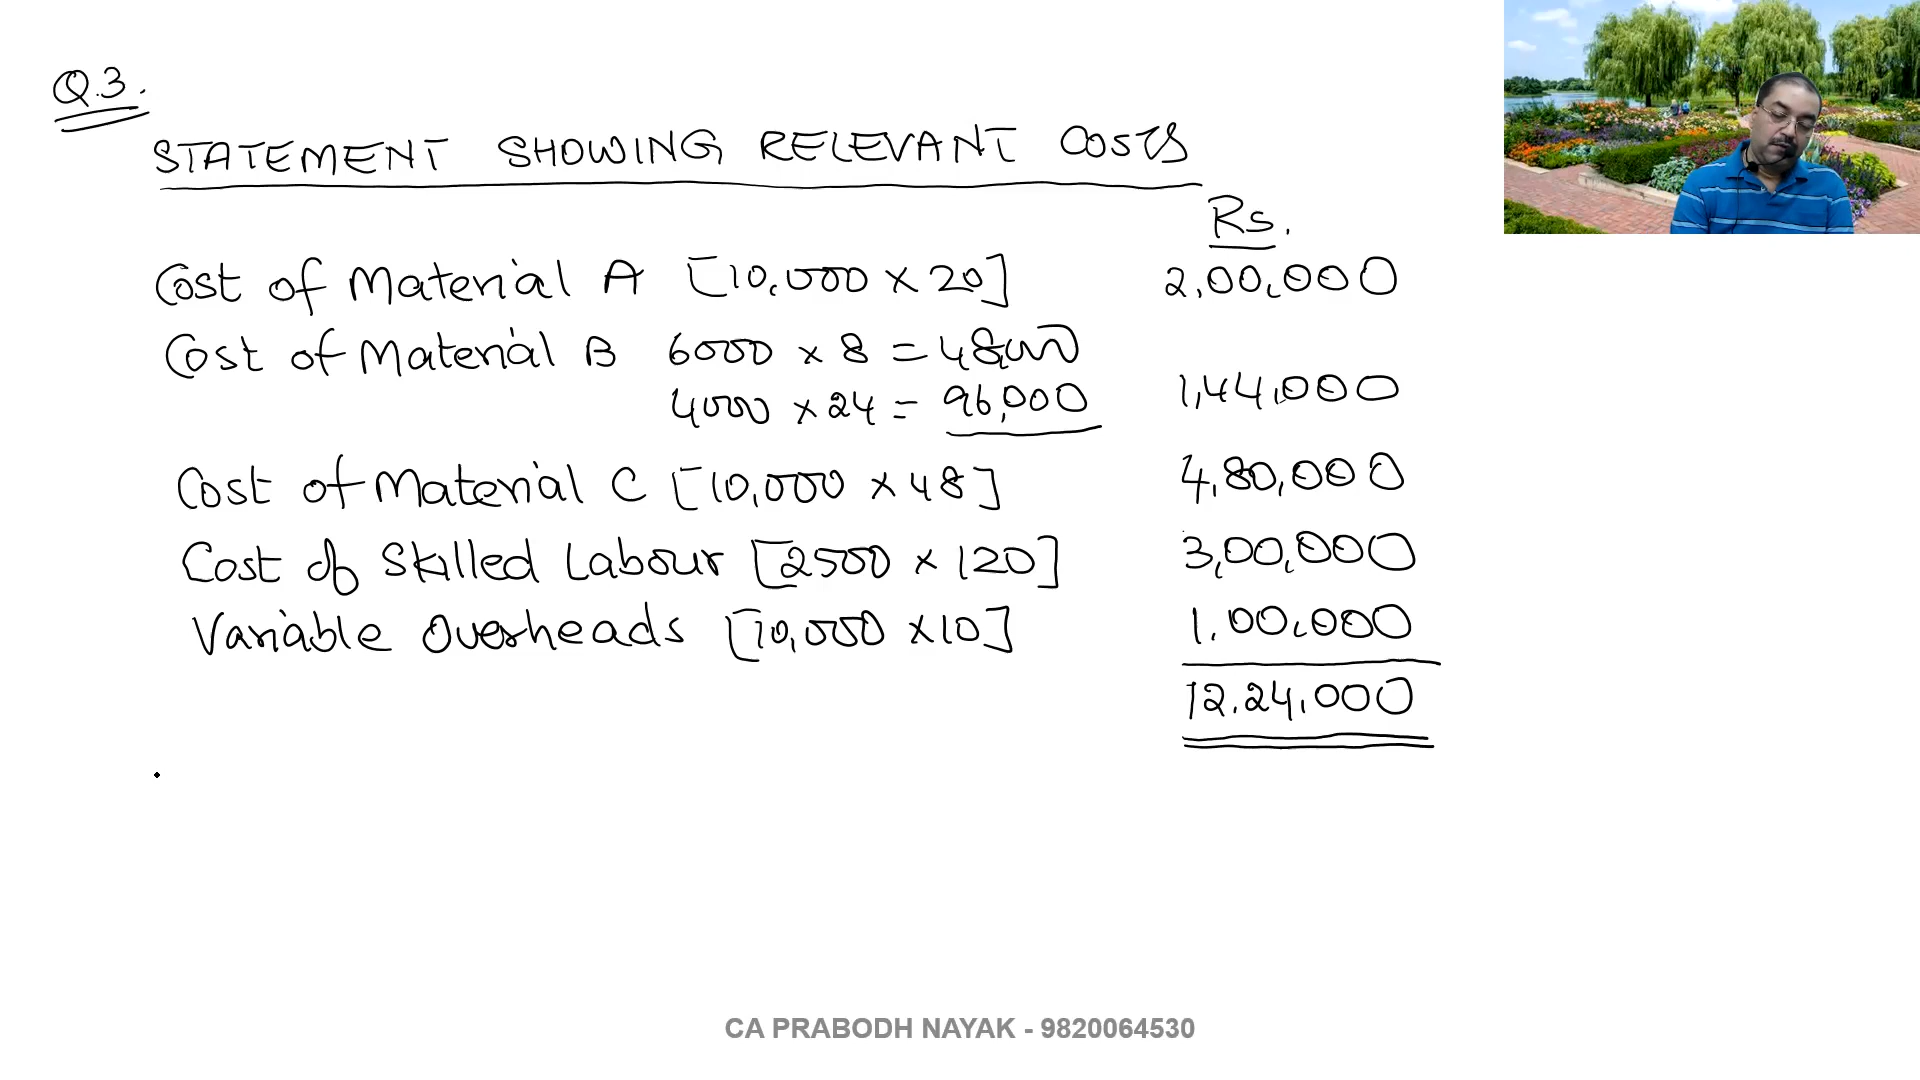 Q.3.
STATEMENT SHOWING RELEVANT COSTS
Rs.
Cost of Material A [10,000 x 20] 2,00,000
Cost of Material B 6000 x 8 = 48,000
4000 x 24 = 96,000 1,44,000
Cost of Material C [10,000 x 48] 4,80,000
Cost of Skilled Labour [2500 x 120] 3,00,000
Variable Overheads [10,000 x 10] 1,00,000
12,24,000
CA PRABODH NAYAK - 9820064530